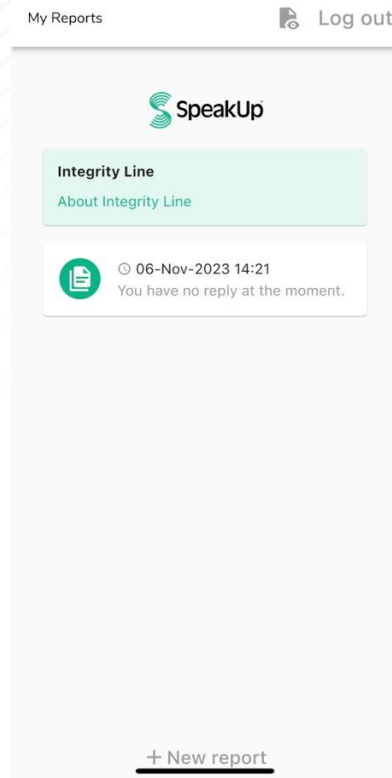 My Reports
Log out
SpeakUp
Integrity Line
About Integrity Line
06-Nov-2023 14:21
You have no reply at the moment.
+ New report